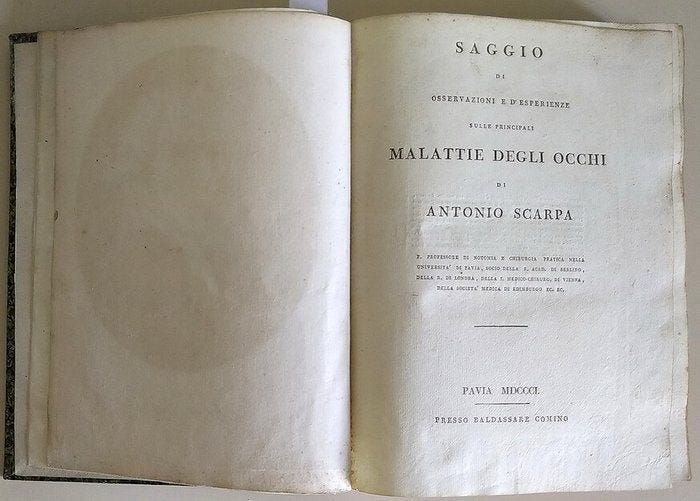 SAGGIO
DI
OSSERVAZIONI E D'ESPERIENZE
SULLE PRINCIPALI
MALATTIE DEGLI OCCHI
DI
ANTONIO SCARPA
P. PROFESSORE DI NOTOMIA E CHIRURGIA PRATICA NELLA
UNIVERSITA' DI PAVIA, SOCIO DELLA R. ACAD. DI BERLINO,
DELLA R. DI LONDRA, DELLA I. MEDICO-CHIRURG. DI VIENNA,
DELLA SOCIETA' MEDICA DI EDIMBURGO EC. EC.
PAVIA MDCCCI.
PRESSO BALDASSARE COMINO